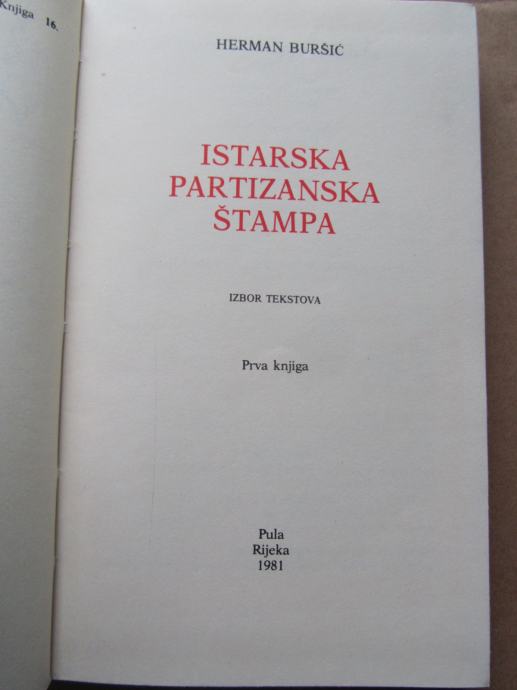 Knjiga 16.
HERMAN BURŠIĆ
ISTARSKA
PARTIZANSKA
ŠTAMPA
IZBOR TEKSTOVA
Prva knjiga
Pula
Rijeka
1981